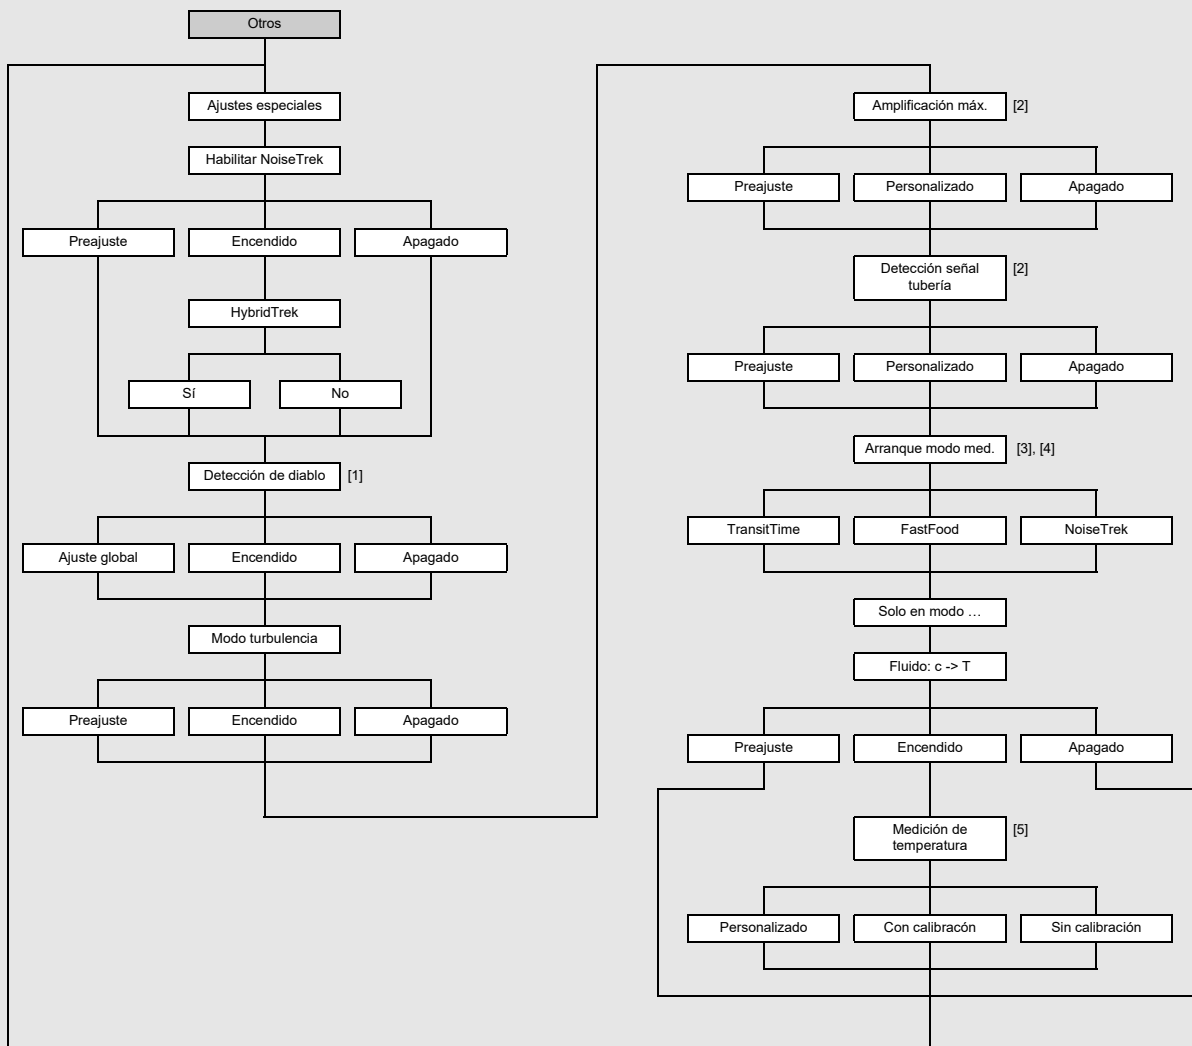 Otros
Ajustes especiales
Habilitar NoiseTrek
Preajuste
Encendido
Apagado
HybridTrek
Sí
No
Detección de diablo
[1]
Ajuste global
Encendido
Apagado
Modo turbulencia
Preajuste
Encendido
Apagado
Amplificación máx.
[2]
Preajuste
Personalizado
Apagado
Detección señal
tubería
[2]
Preajuste
Personalizado
Apagado
Arranque modo med.
[3], [4]
TransitTime
FastFood
NoiseTrek
Solo en modo …
Fluido: c -> T
Preajuste
Encendido
Apagado
Medición de
temperatura
[5]
Personalizado
Con calibracón
Sin calibración